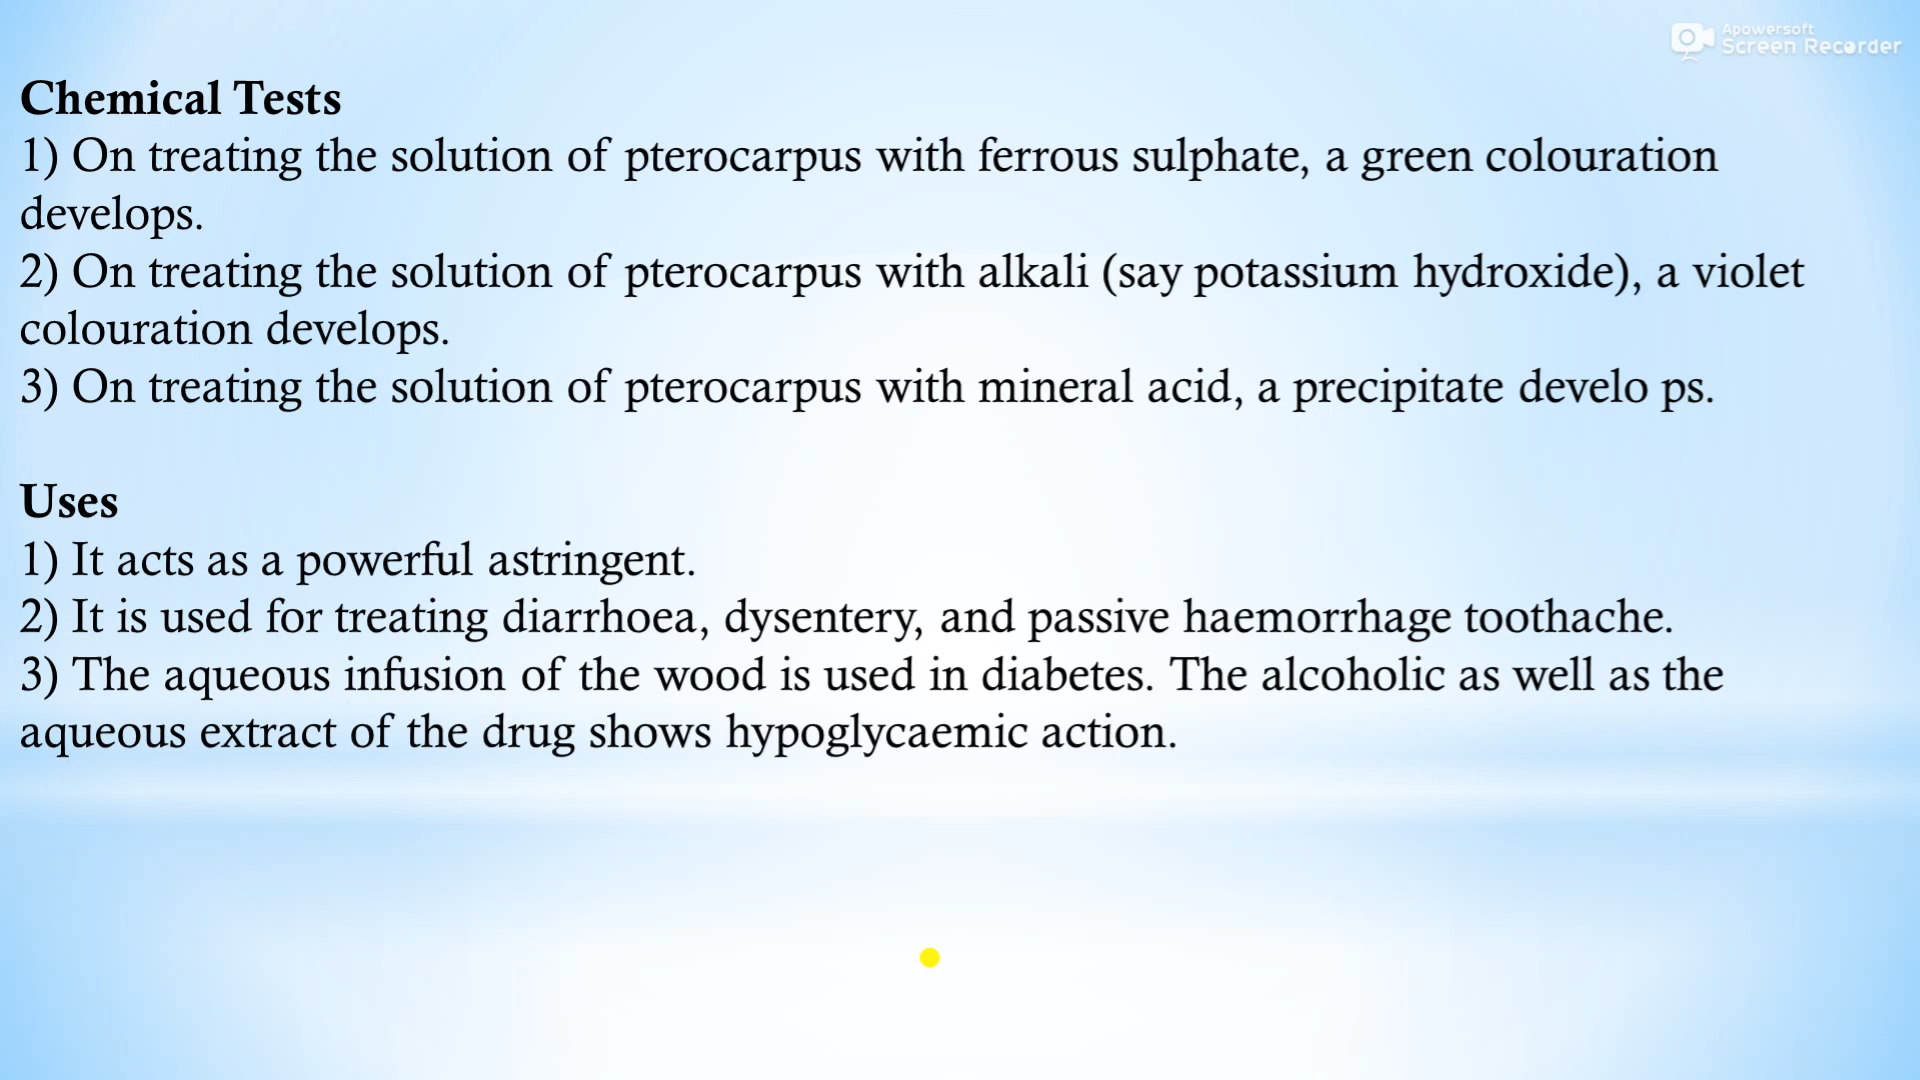 Apowersoft
Screen Recorder
Chemical Tests
1) On treating the solution of pterocarpus with ferrous sulphate, a green colouration
develops.
2) On treating the solution of pterocarpus with alkali (say potassium hydroxide), a violet
colouration develops.
3) On treating the solution of pterocarpus with mineral acid, a precipitate develo ps.
Uses
1) It acts as a powerful astringent.
2) It is used for treating diarrhoea, dysentery, and passive haemorrhage toothache.
3) The aqueous infusion of the wood is used in diabetes. The alcoholic as well as the
aqueous extract of the drug shows hypoglycaemic action.